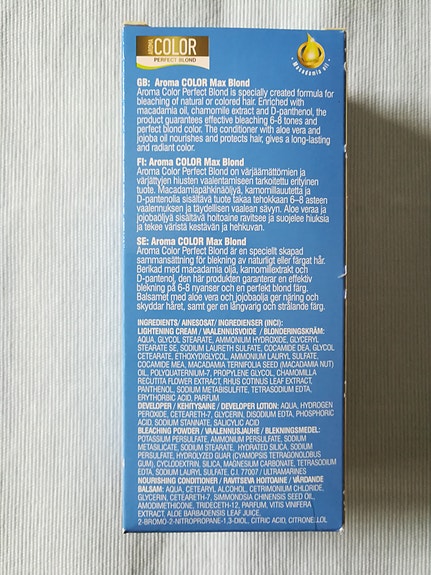 AROMA
COLOR
PERFECT BLOND
Macadamia oil
GB: Aroma COLOR Max Blond
Aroma Color Perfect Blond is specially created formula for
bleaching of natural or colored hair. Enriched with
macadamia oil, chamomile extract and D-panthenol, the
product guarantees effective bleaching 6-8 tones and
perfect blond color. The conditioner with aloe vera and
jojoba oil nourishes and protects hair, gives a long-lasting
and radiant color.
FI: Aroma COLOR Max Blond
Aroma Color Perfect Blond on värjäämättömien ja
värjättyjen hiusten vaalentamiseen tarkoitettu erityinen
tuote. Macadamiapähkinäöljyä, kamomillauutetta ja
D-pantenolia sisältävä tuote takaa tehokkaan 6–8 asteen
vaalennuksen ja täydellisen vaalean sävyn. Aloe veraa ja
jojobaöljyä sisältävä hoitoaine ravitsee ja suojelee hiuksia
ja tekee väristä kestävän ja hehkuvan.
SE: Aroma COLOR Max Blond
Aroma Color Perfect Blond är en speciellt skapad
sammansättning för blekning av naturligt eller färgat hår.
Berikad med macadamia olja, kamomillextrakt och
D-pantenol, den här produkten garanterar en effektiv
blekning på 6-8 nyanser och en perfekt blond färg.
Balsamet med aloe vera och jojobaolja ger näring och
skyddar håret, samt ger en långvarig och strålande färg.
INGREDIENTS/ AINESOSAT/ INGREDIENSER (INCI):
LIGHTENING CREAM / VAALENNUSVOIDE / BLONDERINGSKRÄM:
AQUA, GLYCOL STEARATE, AMMONIUM HYDROXIDE, GLYCERYL
STEARATE SE, SODIUM LAURETH SULFATE, COCAMIDE DEA, GLYCOL
CETEARATE, ETHOXYDIGLYCOL, AMMONIUM LAURYL SULFATE,
COCAMIDE MEA, MACADAMIA TERNIFOLIA SEED (MACADAMIA NUT)
OIL, POLYQUATERNIUM-7, PROPYLENE GLYCOL, CHAMOMILLA
RECUTITA FLOWER EXTRACT, RHUS COTINUS LEAF EXTRACT,
PANTHENOL, SODIUM METABISULFITE, TETRASODIUM EDTA,
ERYTHORBIC ACID, PARFUM
DEVELOPER / KEHITYSAINE / DEVELOPER LOTION: AQUA, HYDROGEN
PEROXIDE, CETEARETH-7, GLYCERIN, DISODIUM EDTA, PHOSPHORIC
ACID, SODIUM STANNATE, SALICYLIC ACID
BLEACHING POWDER / VAALENNUSJAUHE / BLEKNINGSMEDEL:
POTASSIUM PERSULFATE, AMMONIUM PERSULFATE, SODIUM
METASILICATE, SODIUM STEARATE, HYDRATED SILICA, SODIUM
PERSULFATE, HYDROLYZED GUAR (CYAMOPSIS TETRAGONOLOBUS
GUM), CYCLODEXTRIN, SILICA, MAGNESIUM CARBONATE, TETRASODIUM
EDTA, SODIUM LAURYL SULFATE, C.I. 77007 / ULTRAMARINES
NOURISHING CONDITIONER / RAVITSEVA HOITOAINE / VÅRDANDE
BALSAM: AQUA, CETEARYL ALCOHOL, CETRIMONIUM CHLORIDE,
GLYCERIN, CETEARETH-7, SIMMONDSIA CHINENSIS SEED OIL,
AMODIMETHICONE, TRIDECETH-12, PARFUM, VITIS VINIFERA
EXTRACT, ALOE BARBADENSIS LEAF JUICE,
2-BROMO-2-NITROPROPANE-1,3-DIOL, CITRIC ACID, CITRONELLOL